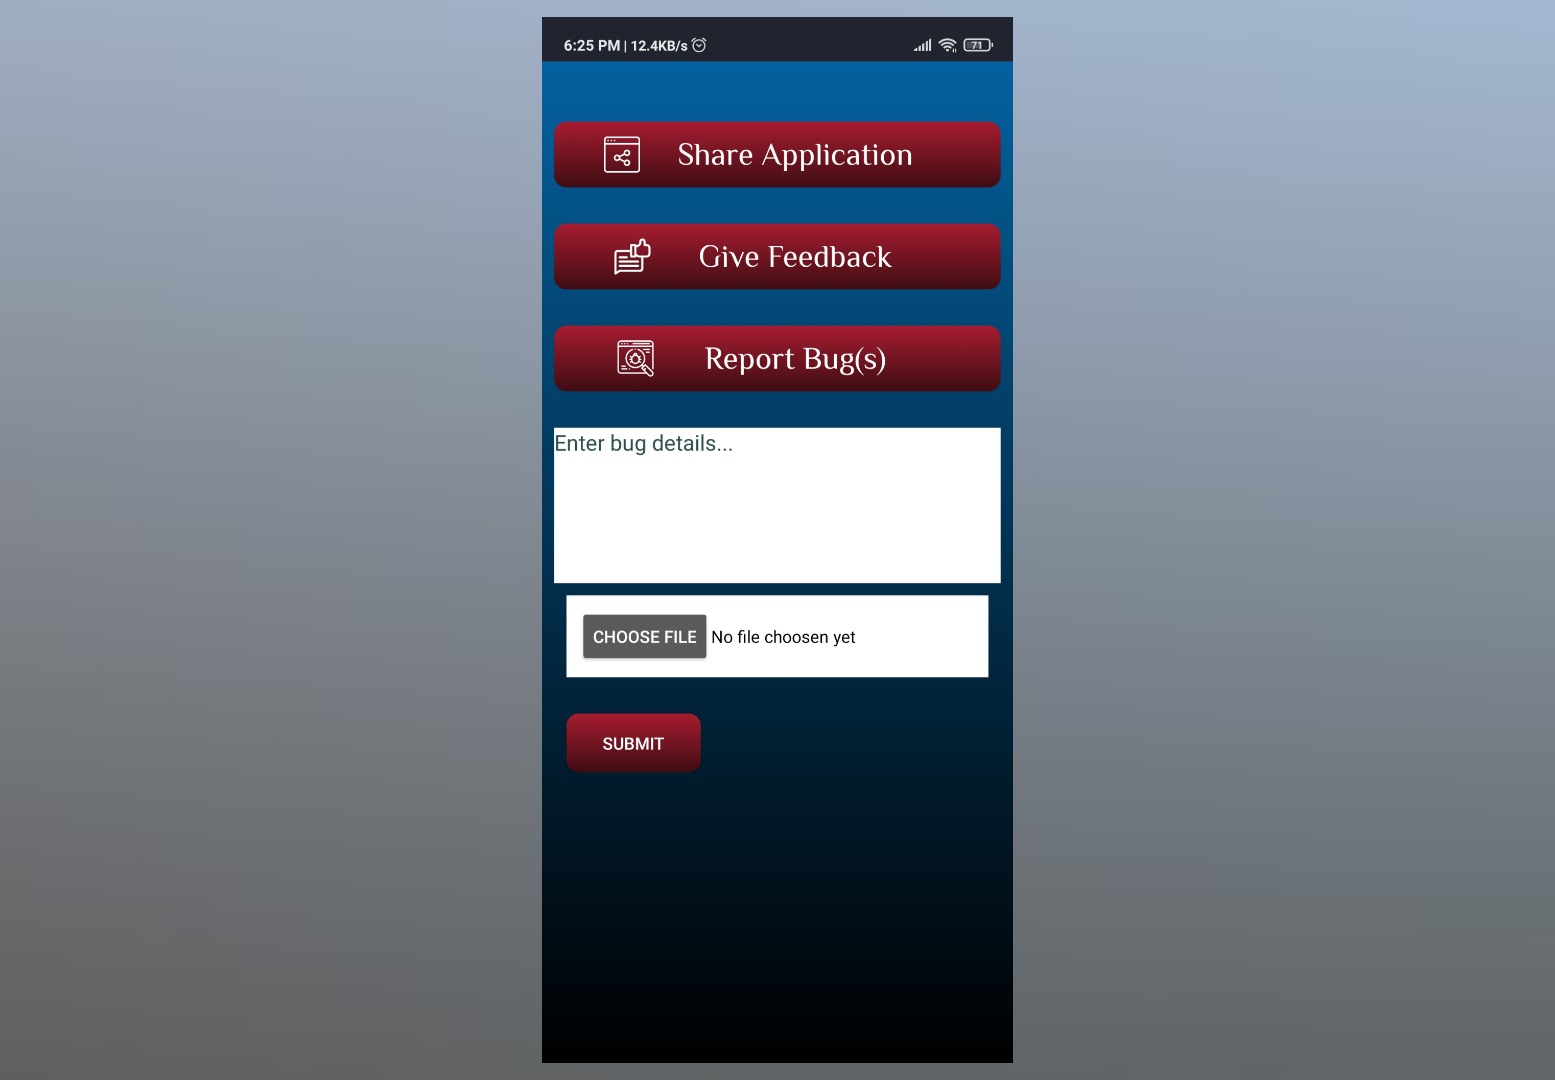 6:25 PM | 12.4KB/s
71
Share Application
Give Feedback
Report Bug(s)
Enter bug details...
CHOOSE FILE No file choosen yet
SUBMIT